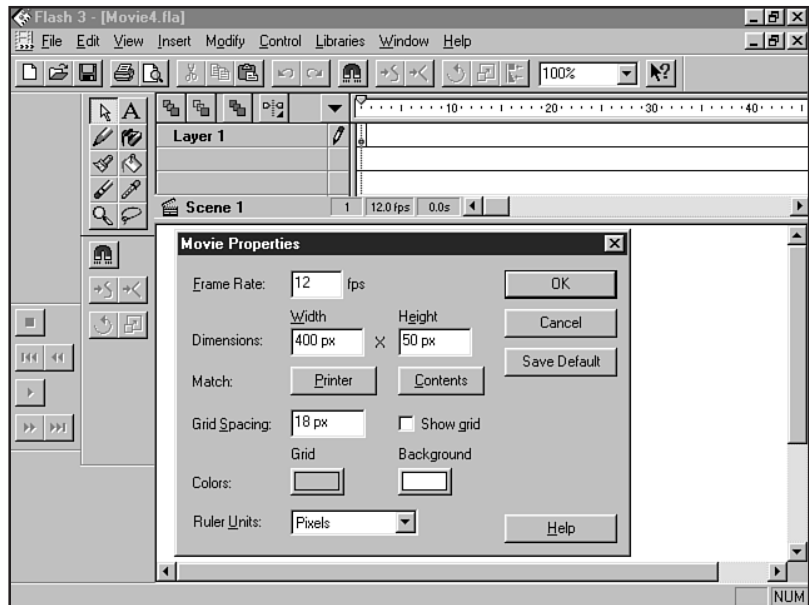 Flash 3 - [Movie4.fla]
File Edit View Insert Modify Control Libraries Window Help
100%
A
10 20 30 40
Layer 1
Scene 1 1 12.0 fps 0.0s
Movie Properties
Frame Rate: 12 fps OK
Width Height Cancel
Dimensions: 400 px × 50 px
Save Default
Match: Printer Contents
Grid Spacing: 18 px Show grid
Grid Background
Colors:
Ruler Units: Pixels Help
NUM